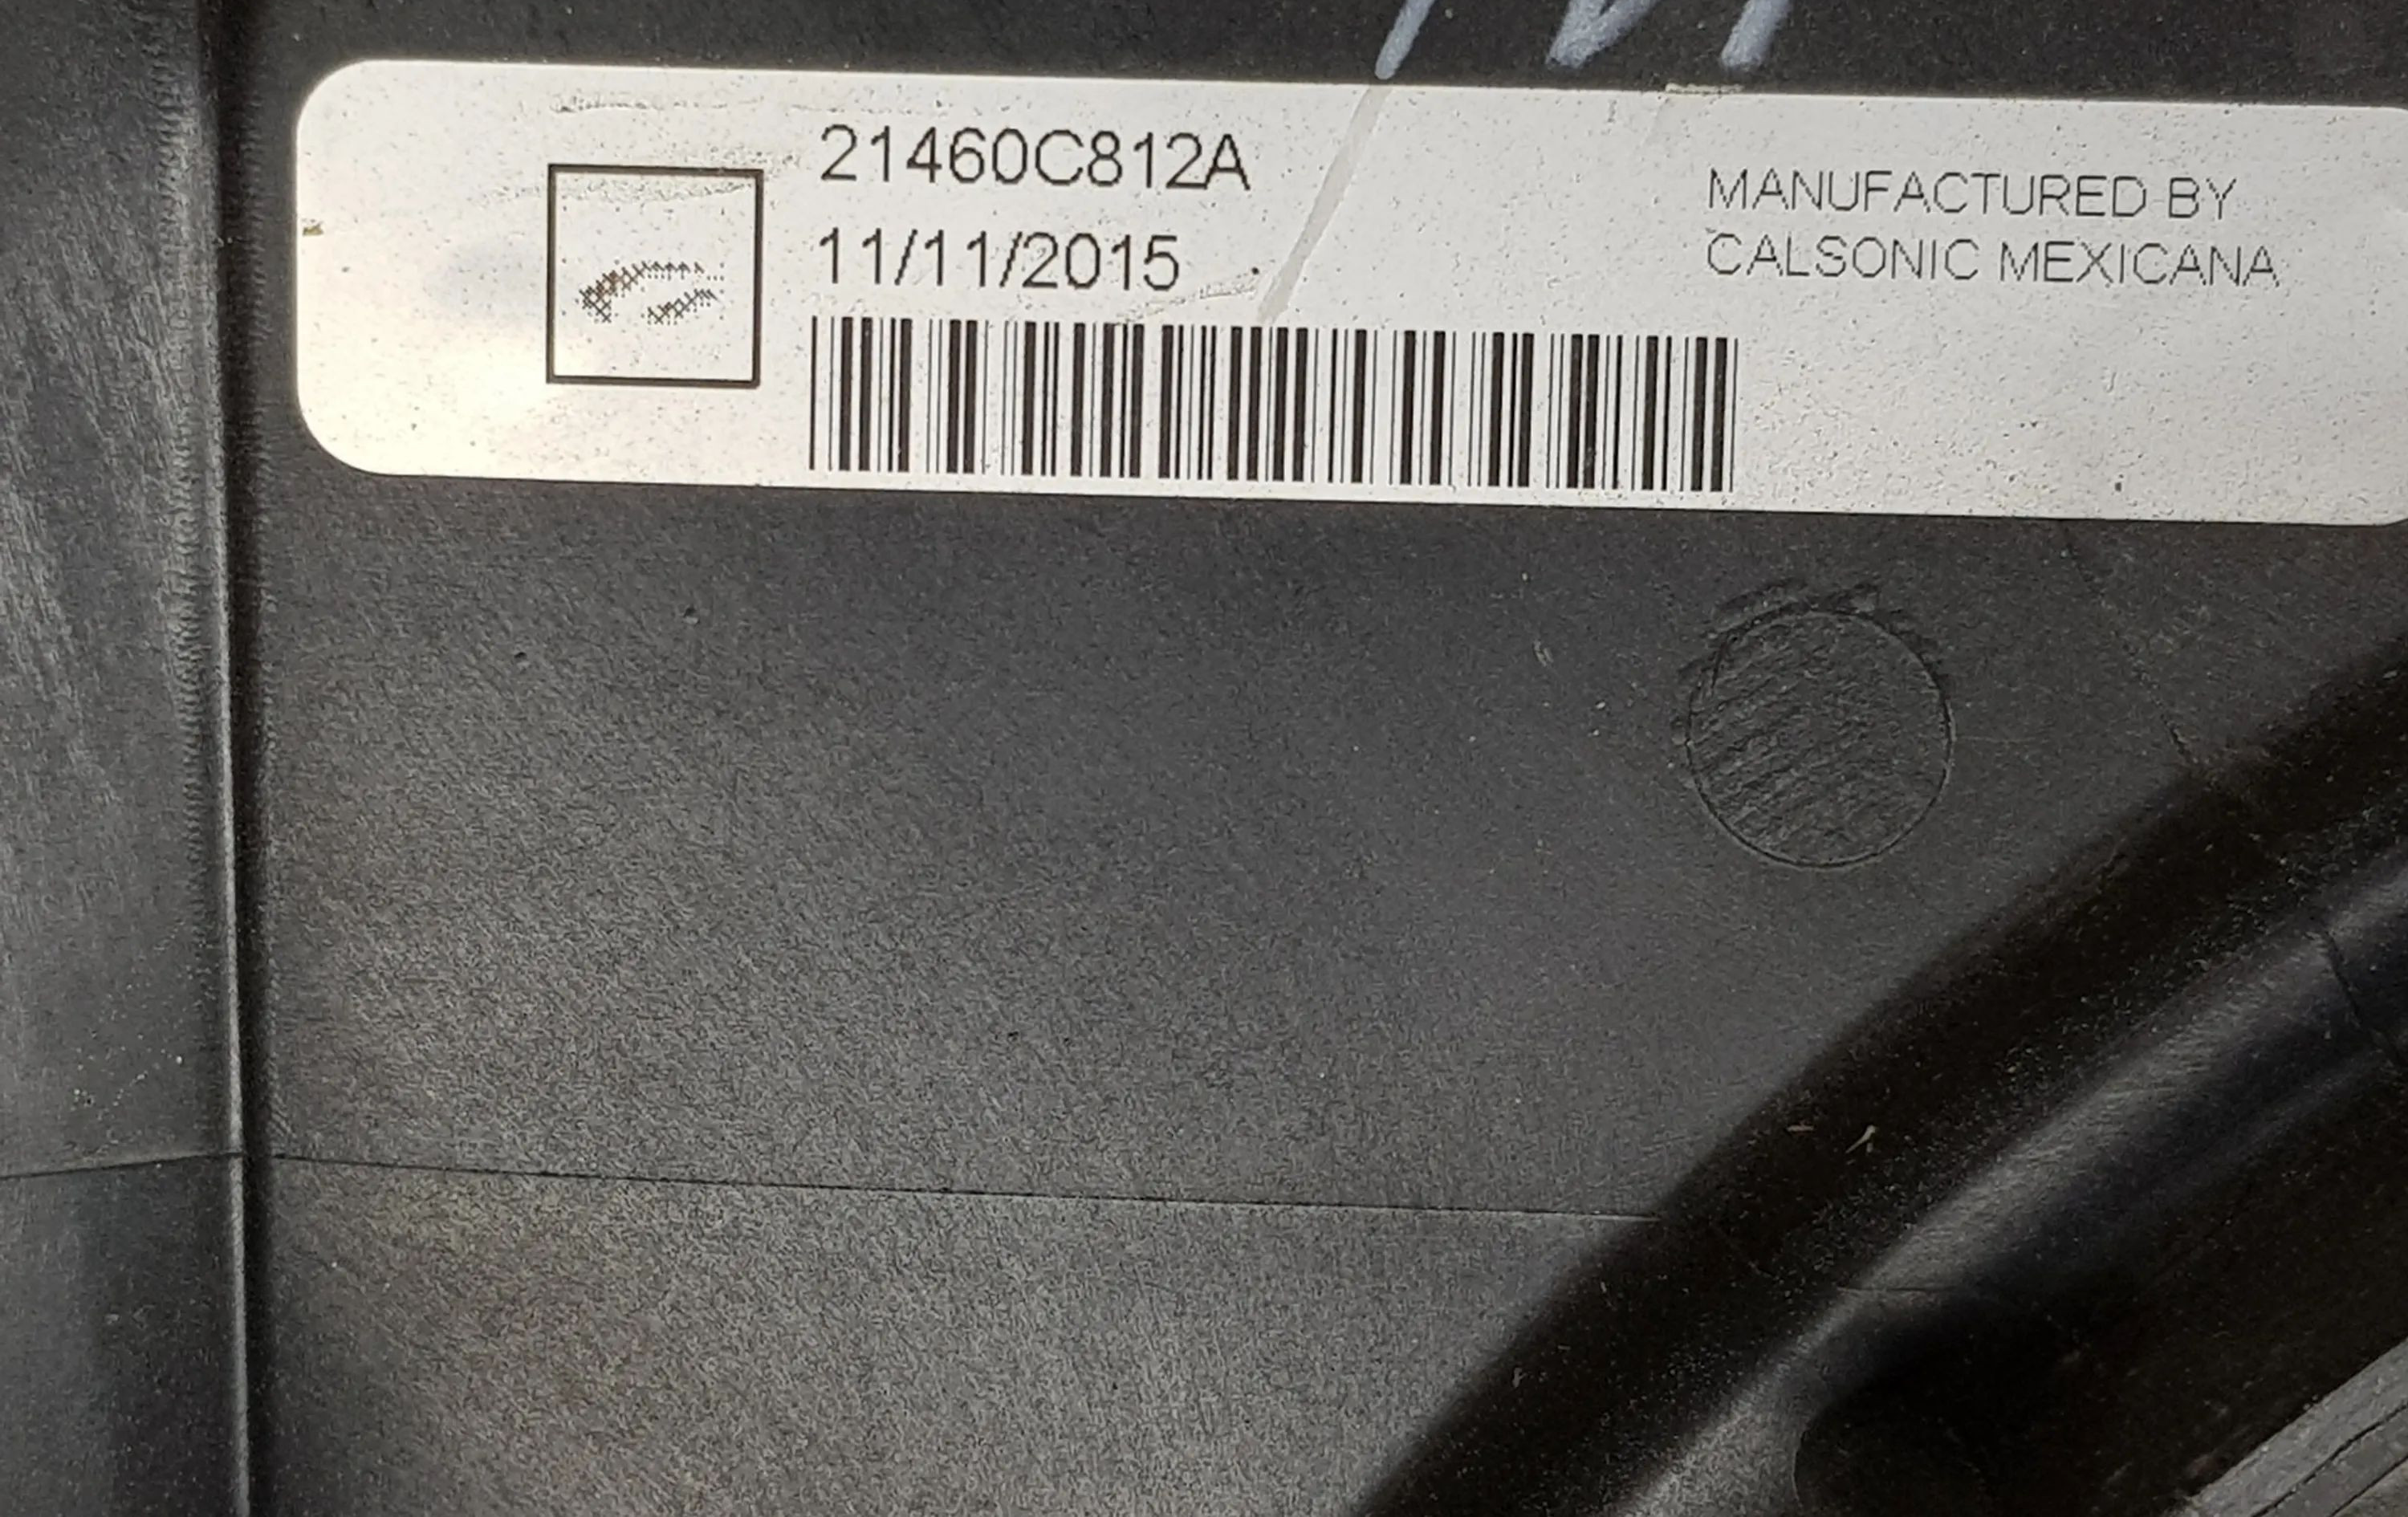 21460C812A
11/11/2015
MANUFACTURED BY
CALSONIC MEXICANA